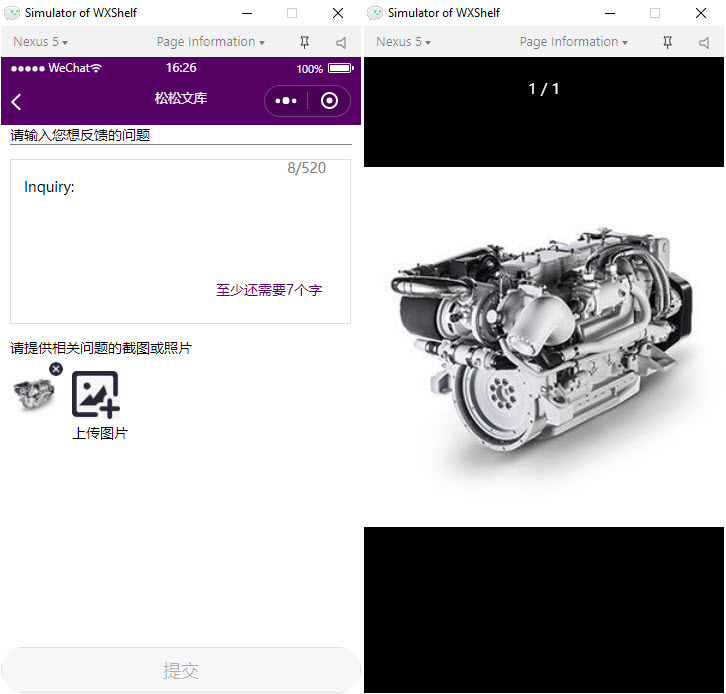 Simulator of WXShelf
Nexus 5
Page Information
WeChat
16:26
100%
松松文库
请输入您想反馈的问题
8/520
Inquiry:
至少还需要7个字
请提供相关问题的截图或照片
上传图片
提交
Simulator of WXShelf
Nexus 5
Page Information
1 / 1